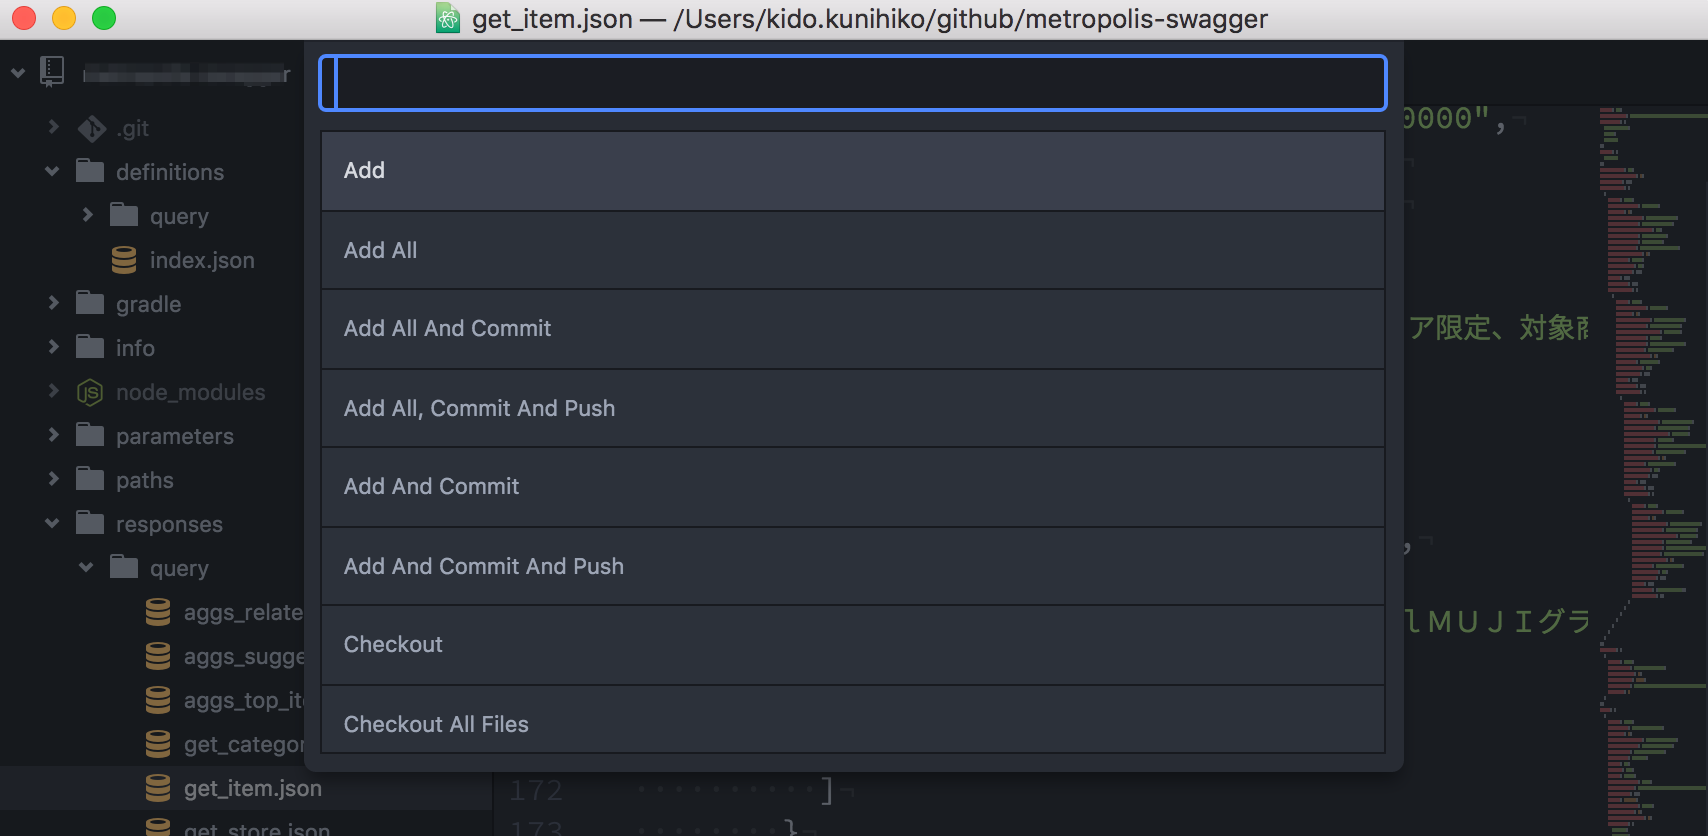 get_item.json — /Users/kido.kunihiko/github/metropolis-swagger
.git
definitions
query
index.json
gradle
info
node_modules
parameters
paths
responses
query
aggs_relate
aggs_sugge
aggs_top_it
get_categor
get_item.json
get_store.json
Add
Add All
Add All And Commit
Add All, Commit And Push
Add And Commit
Add And Commit And Push
Checkout
Checkout All Files
0000",
ア限定、対象商
,
lＭＵＪＩグラ
172 ]
173 }